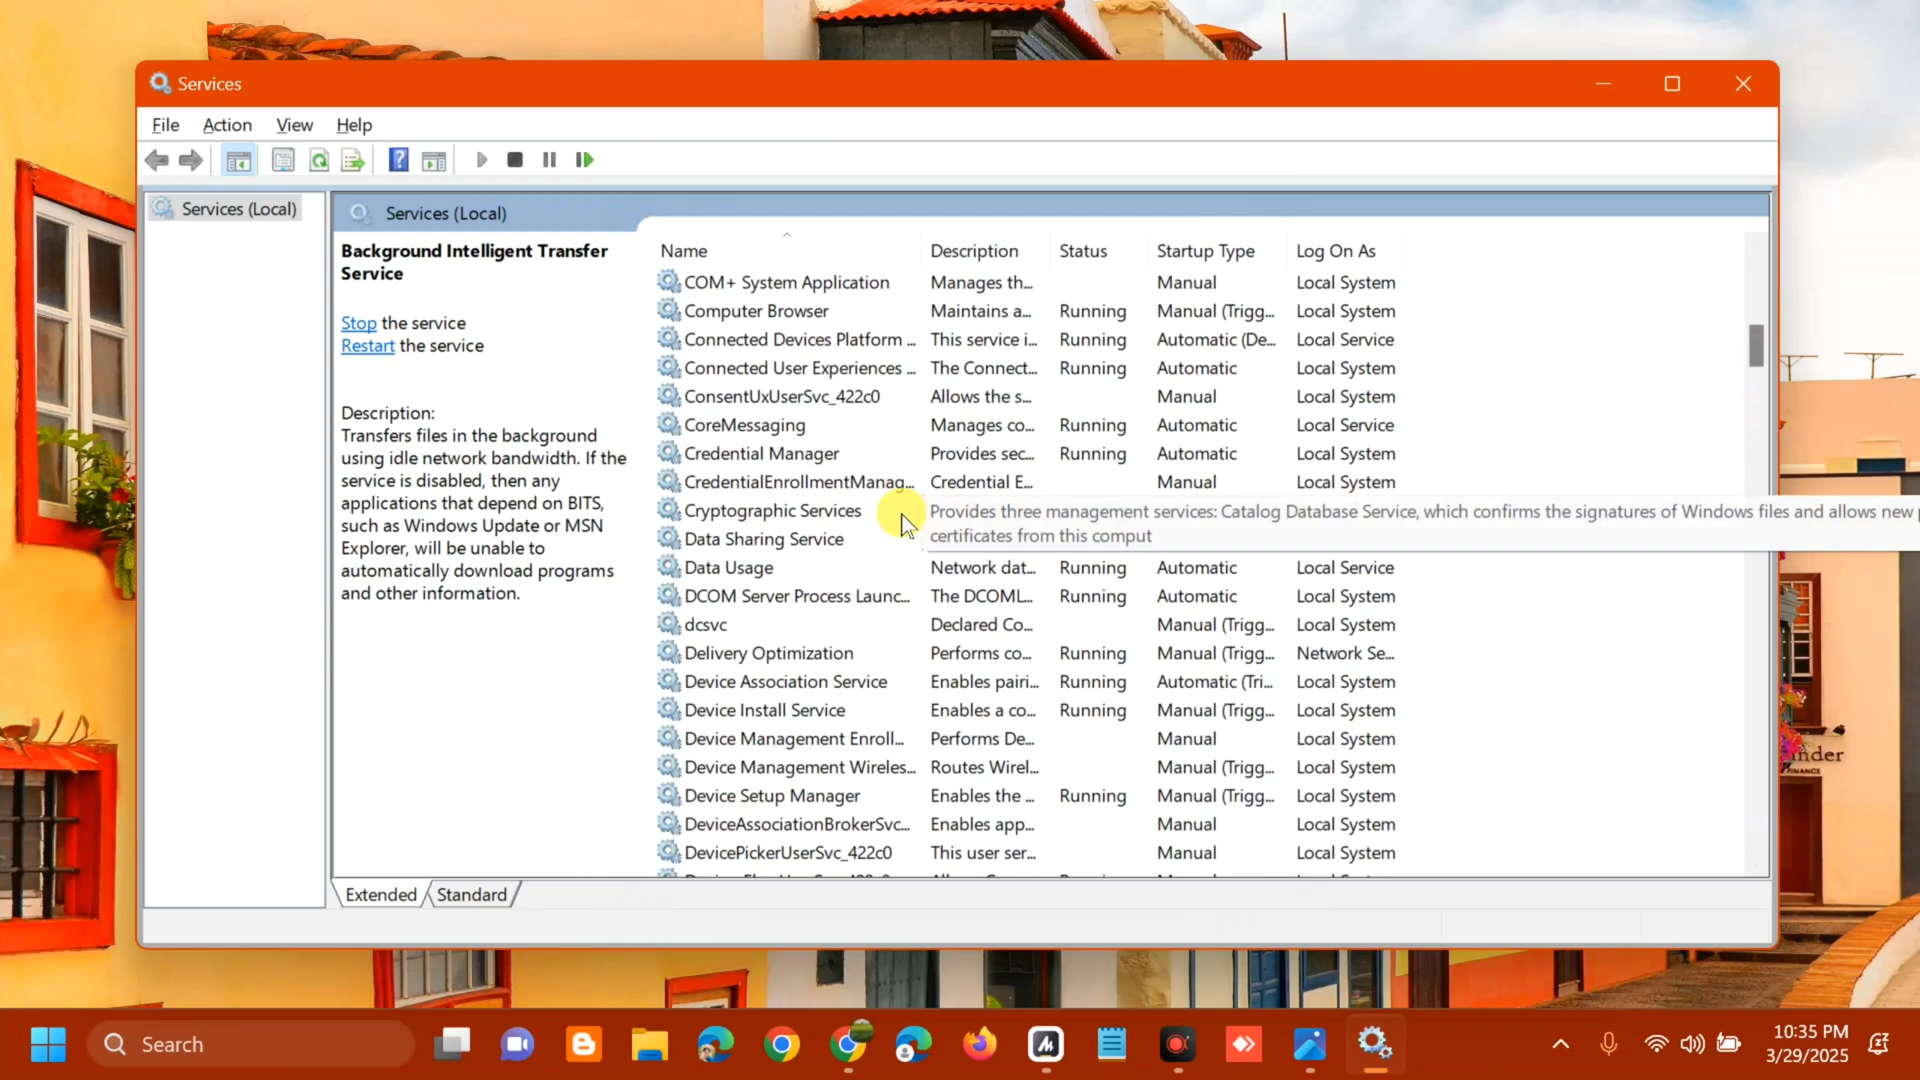 Services
File Action View Help
Services (Local)
Services (Local)
Background Intelligent Transfer
Service
Stop the service
Restart the service
Description:
Transfers files in the background
using idle network bandwidth. If the
service is disabled, then any
applications that depend on BITS,
such as Windows Update or MSN
Explorer, will be unable to
automatically download programs
and other information.
Name Description Status Startup Type Log On As
COM+ System Application Manages th... Manual Local System
Computer Browser Maintains a... Running Manual (Trigg... Local System
Connected Devices Platform ... This service i... Running Automatic (De... Local Service
Connected User Experiences ... The Connect... Running Automatic Local System
ConsentUxUserSvc_422c0 Allows the s... Manual Local System
CoreMessaging Manages co... Running Automatic Local Service
Credential Manager Provides sec... Running Automatic Local System
CredentialEnrollmentManag... Credential E... Manual Local System
Cryptographic Services Provides three management services: Catalog Database Service, which confirms the signatures of Windows files and allows new
certificates from this comput
Data Sharing Service
Data Usage Network dat... Running Automatic Local Service
DCOM Server Process Launc... The DCOML... Running Automatic Local System
dcsvc Declared Co... Manual (Trigg... Local System
Delivery Optimization Performs co... Running Manual (Trigg... Network Se...
Device Association Service Enables pairi... Running Automatic (Tri... Local System
Device Install Service Enables a co... Running Manual (Trigg... Local System
Device Management Enroll... Performs De... Manual Local System
Device Management Wireles... Routes Wirel... Manual (Trigg... Local System
Device Setup Manager Enables the ... Running Manual (Trigg... Local System
DeviceAssociationBrokerSvc... Enables app... Manual Local System
DevicePickerUserSvc_422c0 This user ser... Manual Local System
Extended Standard
nder
FINANCE
Search
10:35 PM
3/29/2025